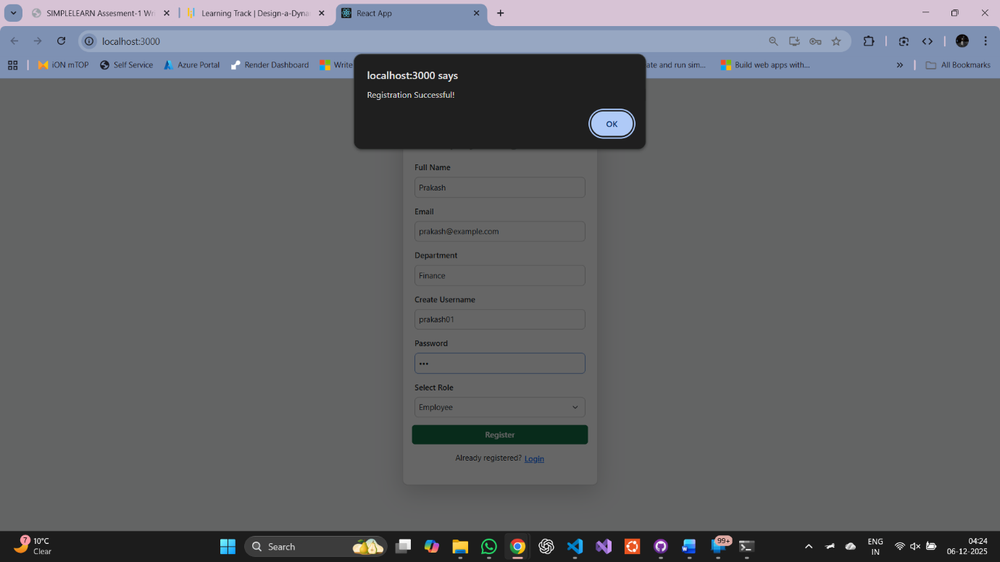 SIMPLELEARN Assesment-1 Wri
Learning Track | Design-a-Dyna
React App
localhost:3000
iON mTOP
Self Service
Azure Portal
Render Dashboard
Write
ate and run sim...
Build web apps with...
All Bookmarks
localhost:3000 says
Registration Successful!
OK
Full Name
Prakash
Email
prakash@example.com
Department
Finance
Create Username
prakash01
Password
•••
Select Role
Employee
Register
Already registered? Login
7
10°C
Clear
Search
99+
ENG
IN
04:24
06-12-2025